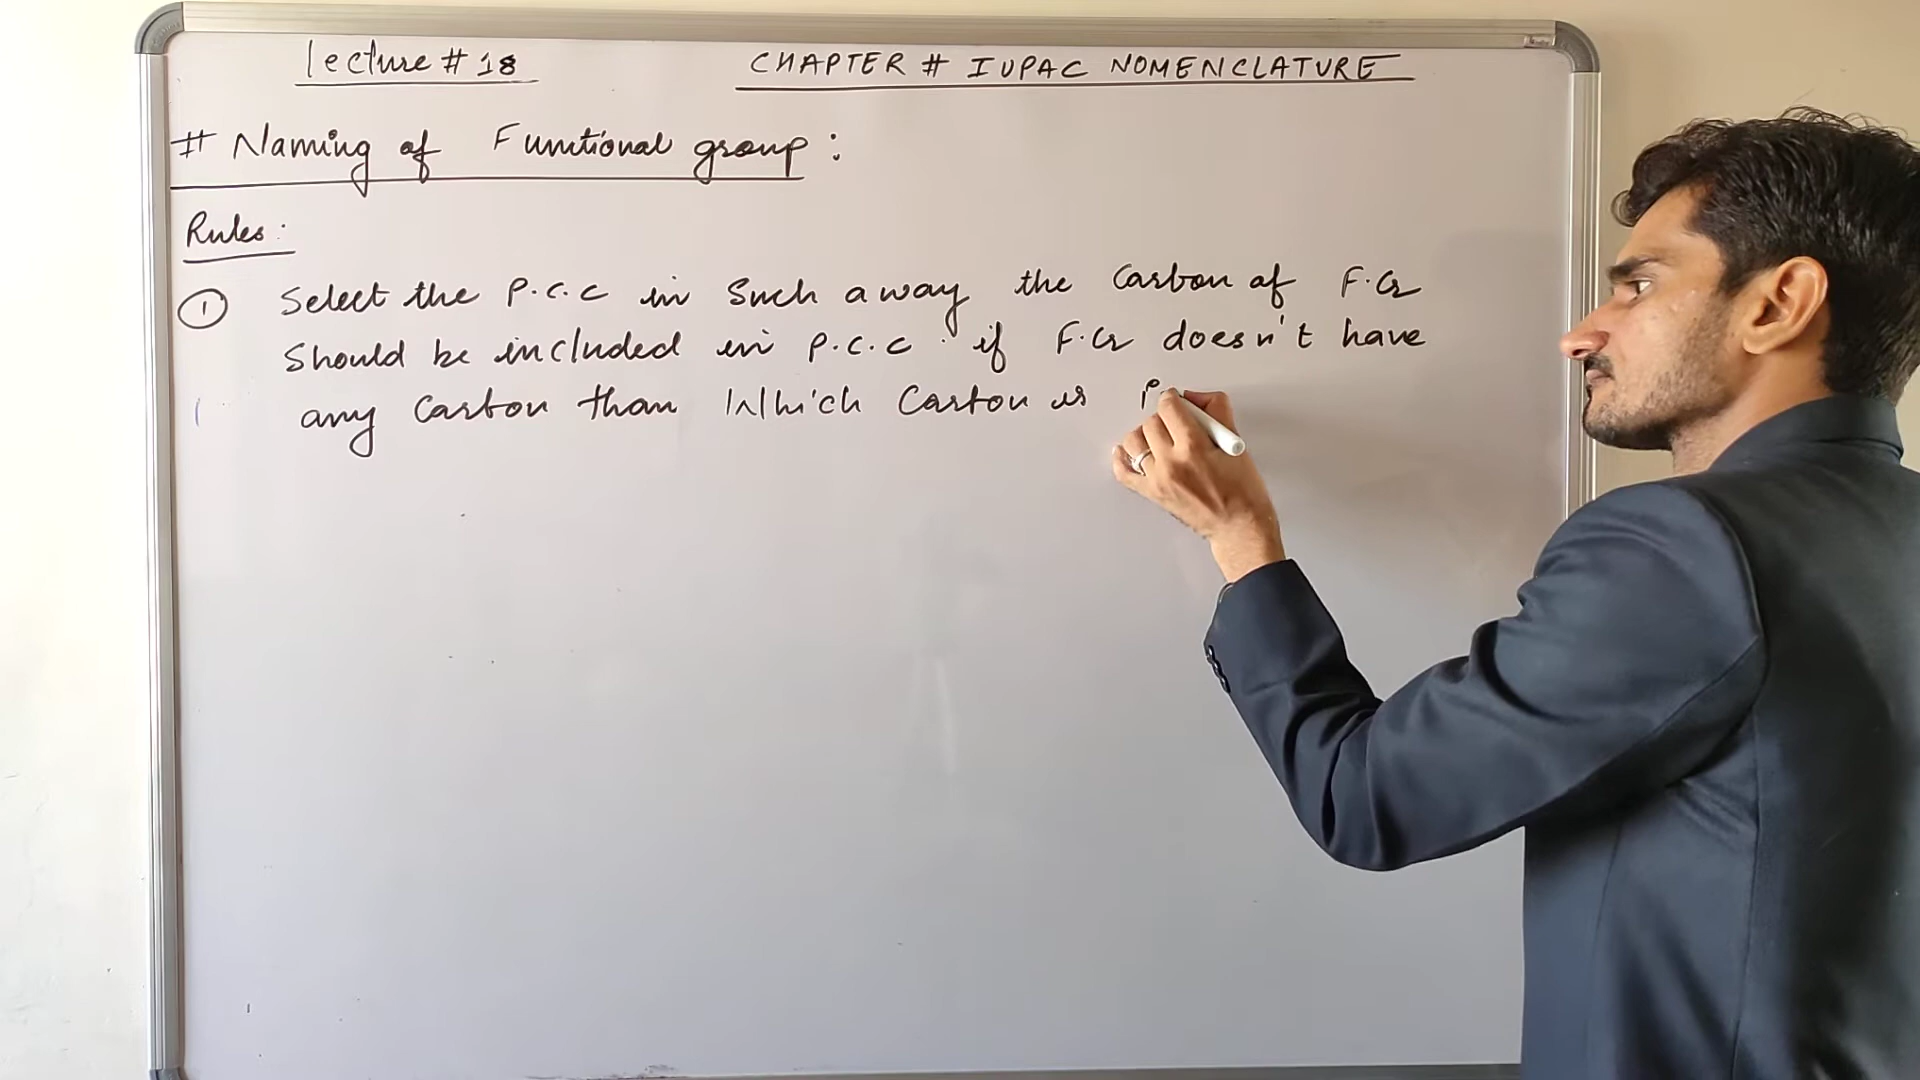 Lecture # 18
CHAPTER # IUPAC NOMENCLATURE
# Naming of Functional group :
Rules :
① Select the P.C.C in such a way the Carbon of F.G
should be included in P.C.C . if F.G doesn't have
any Carbon than Which Carbon is